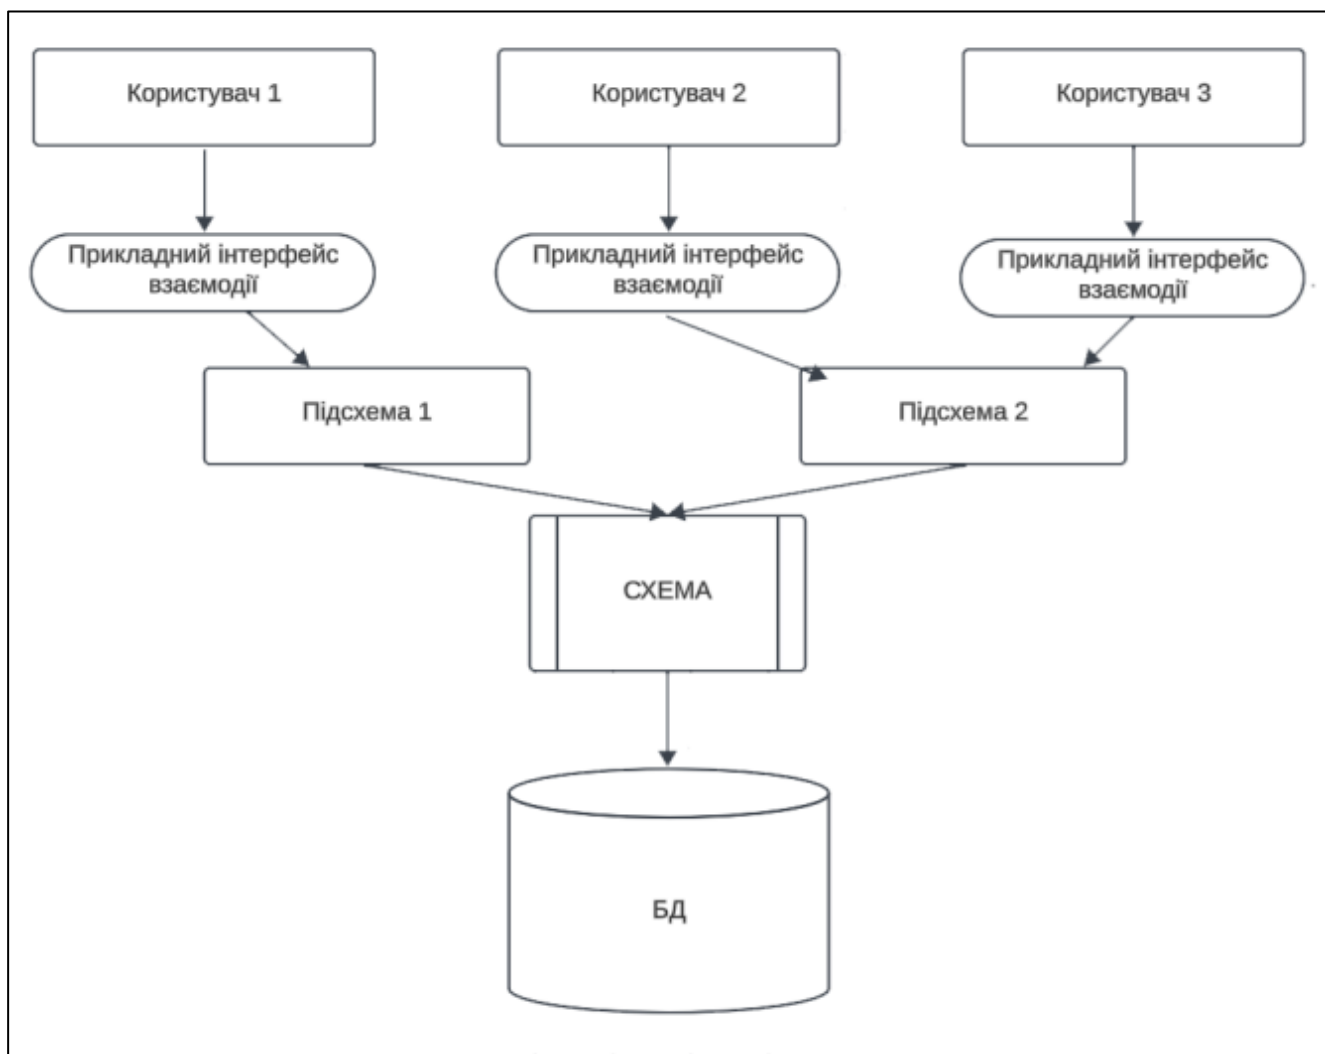 Користувач 1
Користувач 2
Користувач 3
Прикладний інтерфейс
взаємодії
Прикладний інтерфейс
взаємодії
Прикладний інтерфейс
взаємодії
Підсхема 1
Підсхема 2
СХЕМА
БД